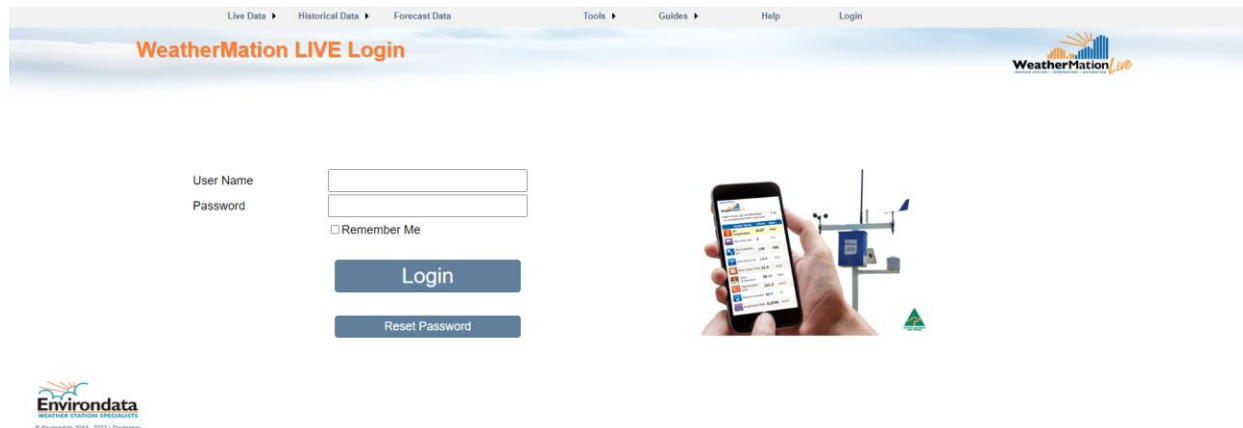 Live Data Historical Data Forecast Data Tools Guides Help Login
WeatherMation LIVE Login
WeatherMation Live
User Name
Password
Remember Me
Login
Reset Password
Environdata
WEATHER STATION SPECIALISTS